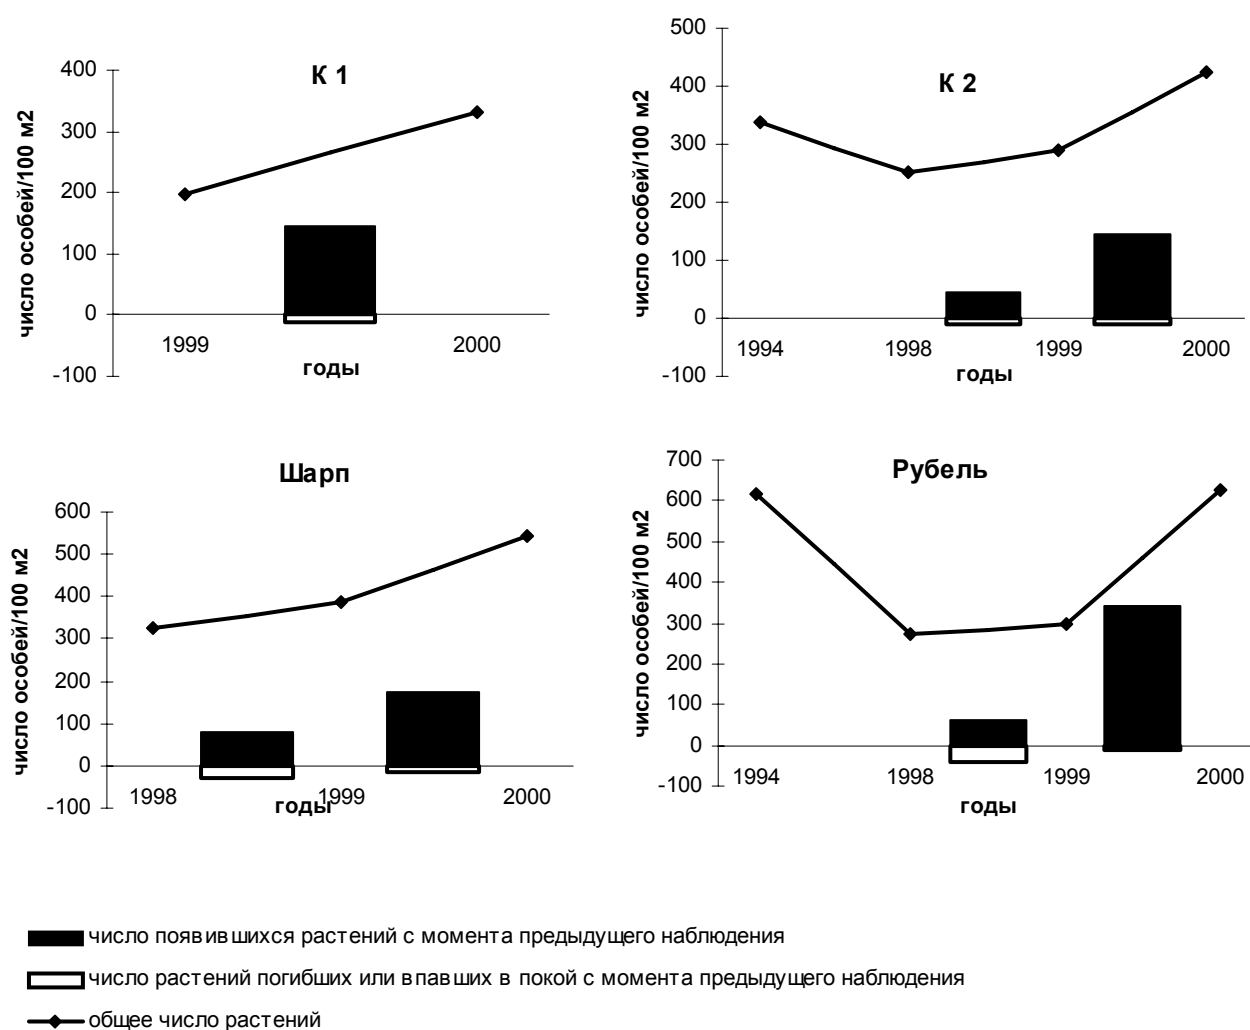 К 1
число особей/100 м2
400
300
200
100
0
-100
1999
2000
годы
К 2
число особей/100 м2
500
400
300
200
100
0
-100
1994
1998
1999
2000
годы
Шарп
число особей/100 м2
600
500
400
300
200
100
0
-100
1998
1999
2000
годы
Рубель
число особей/100 м2
700
600
500
400
300
200
100
0
-100
1994
1998
1999
2000
годы
число появившихся растений с момента предыдущего наблюдения
число растений погибших или впавших в покой с момента предыдущего наблюдения
общее число растений